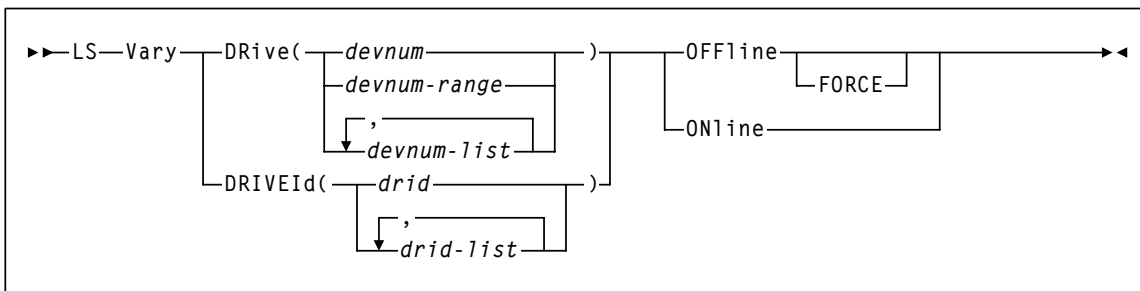 LS Vary DRive( devnum ) OFFline
devnum-range FORCE
, ONline
devnum-list
DRIVEId( drid )
,
drid-list